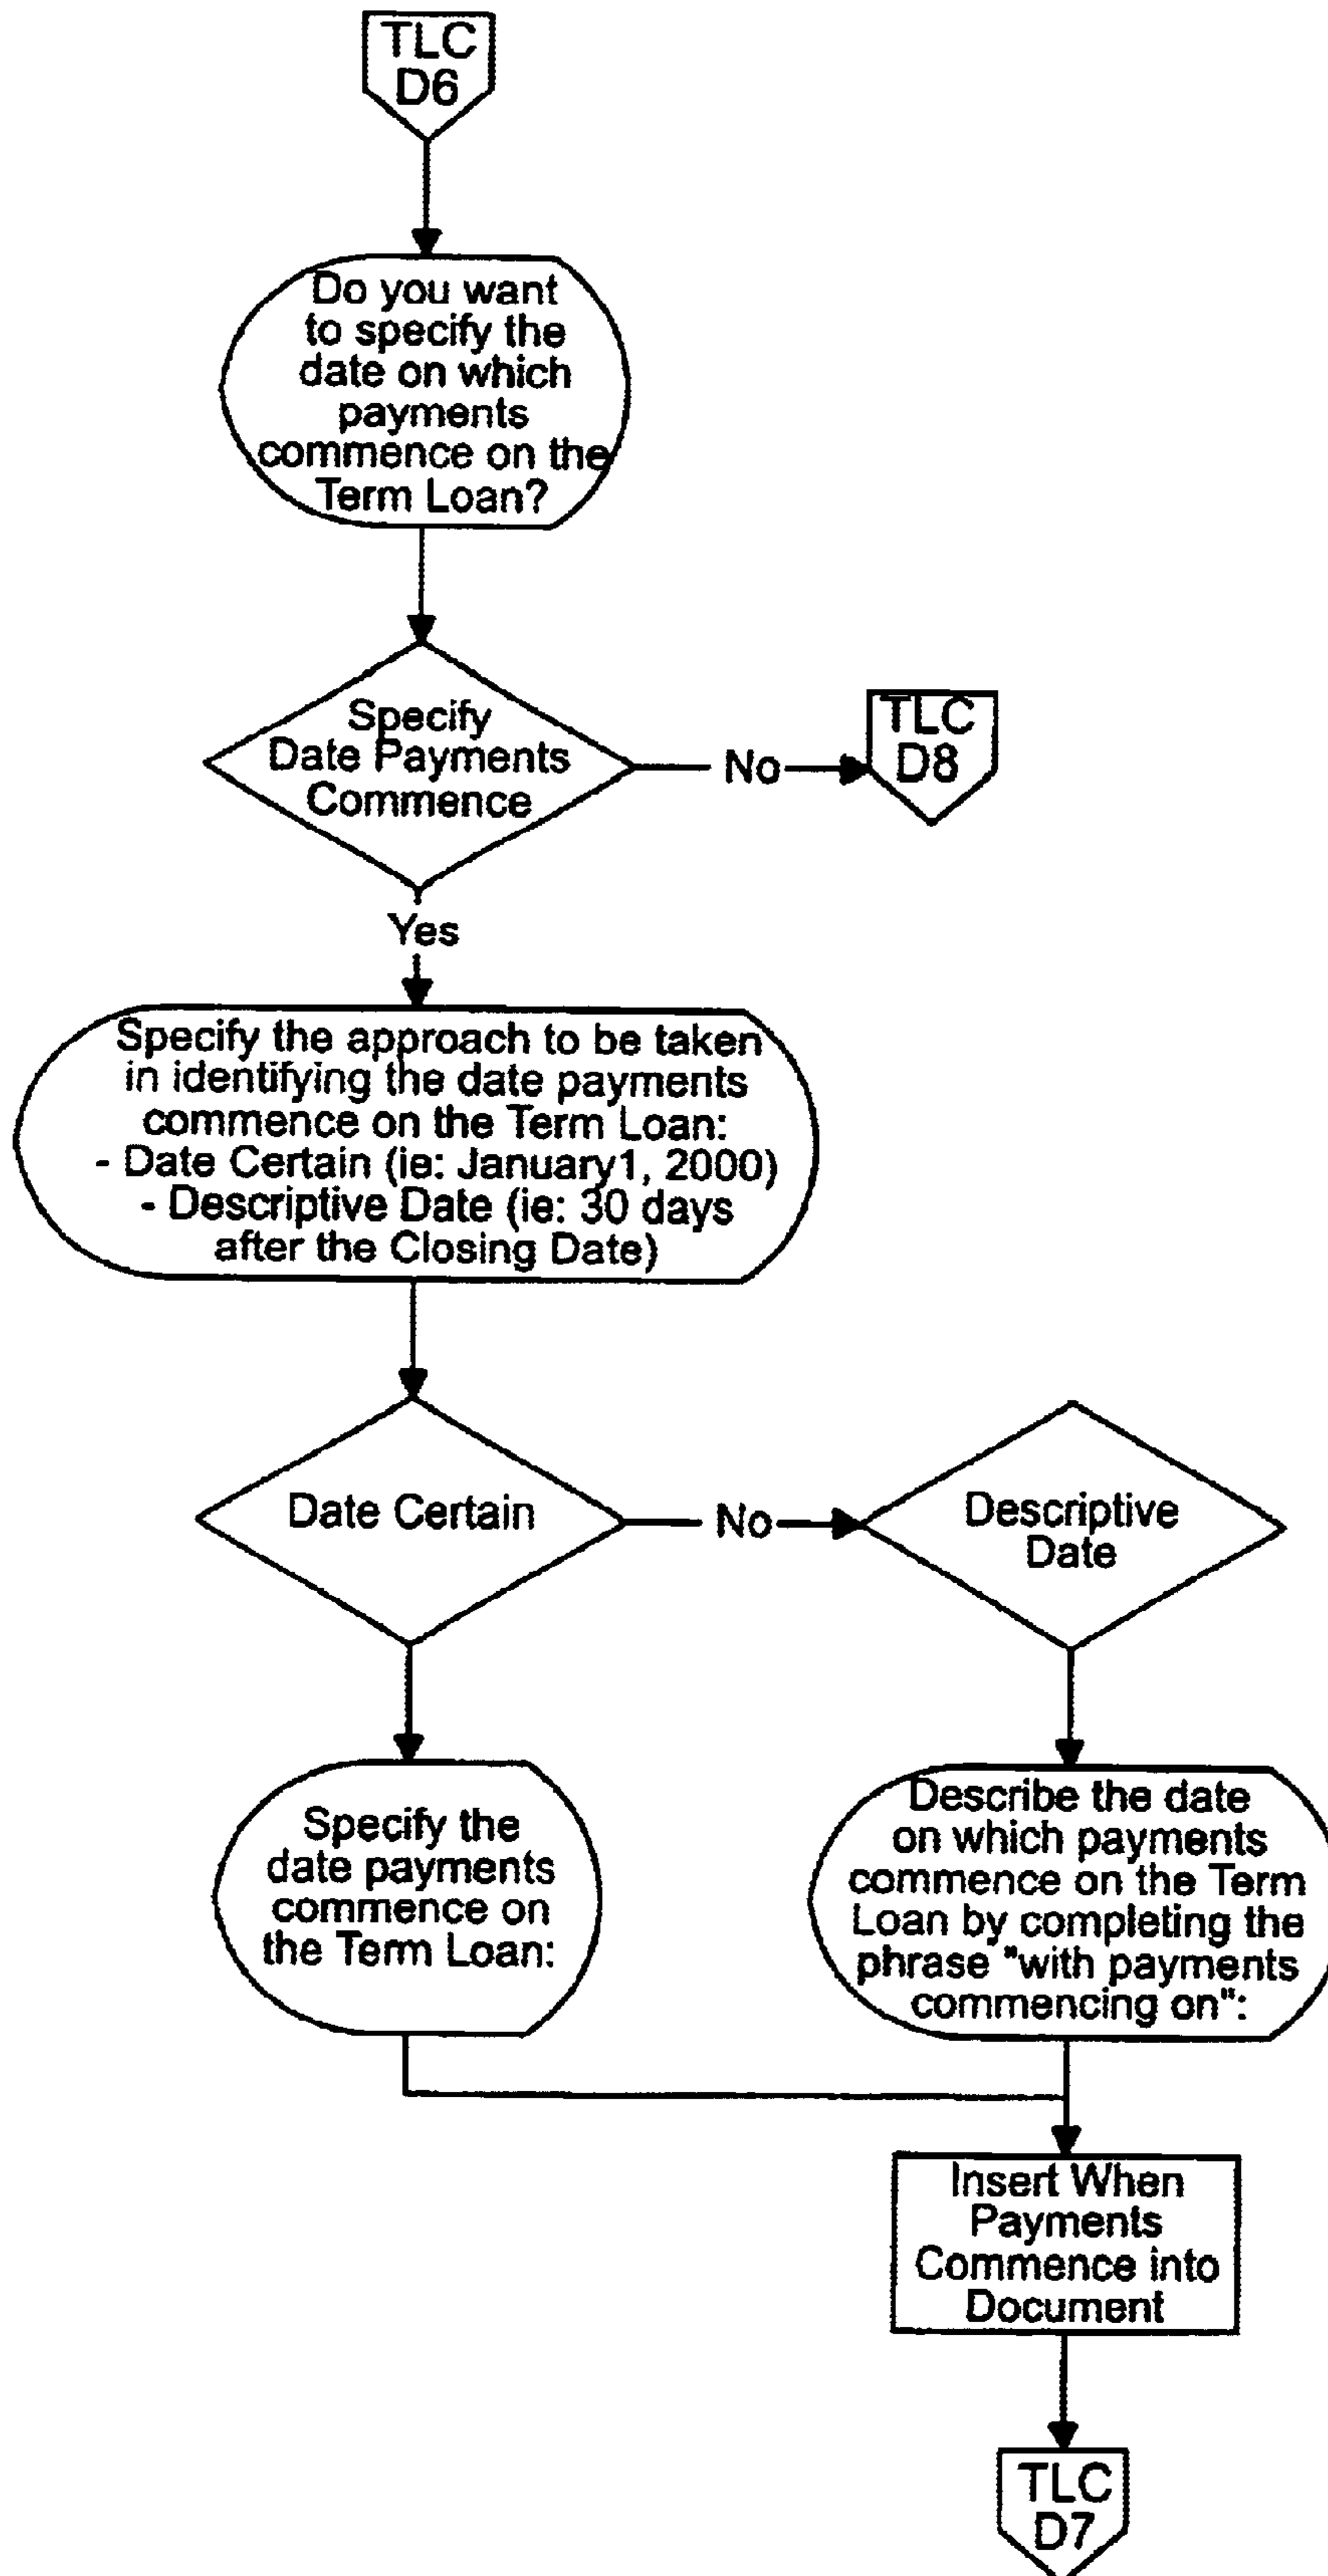 TLC
D6
Do you want
to specify the
date on which
payments
commence on the
Term Loan?
Specify
Date Payments
Commence
No
TLC
D8
Yes
Specify the approach to be taken
in identifying the date payments
commence on the Term Loan:
- Date Certain (ie: January1, 2000)
- Descriptive Date (ie: 30 days
after the Closing Date)
Date Certain
No
Descriptive
Date
Specify the
date payments
commence on
the Term Loan:
Describe the date
on which payments
commence on the Term
Loan by completing the
phrase "with payments
commencing on":
Insert When
Payments
Commence into
Document
TLC
D7